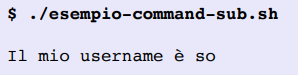 $ ./esempio-command-sub.sh
Il mio username è so